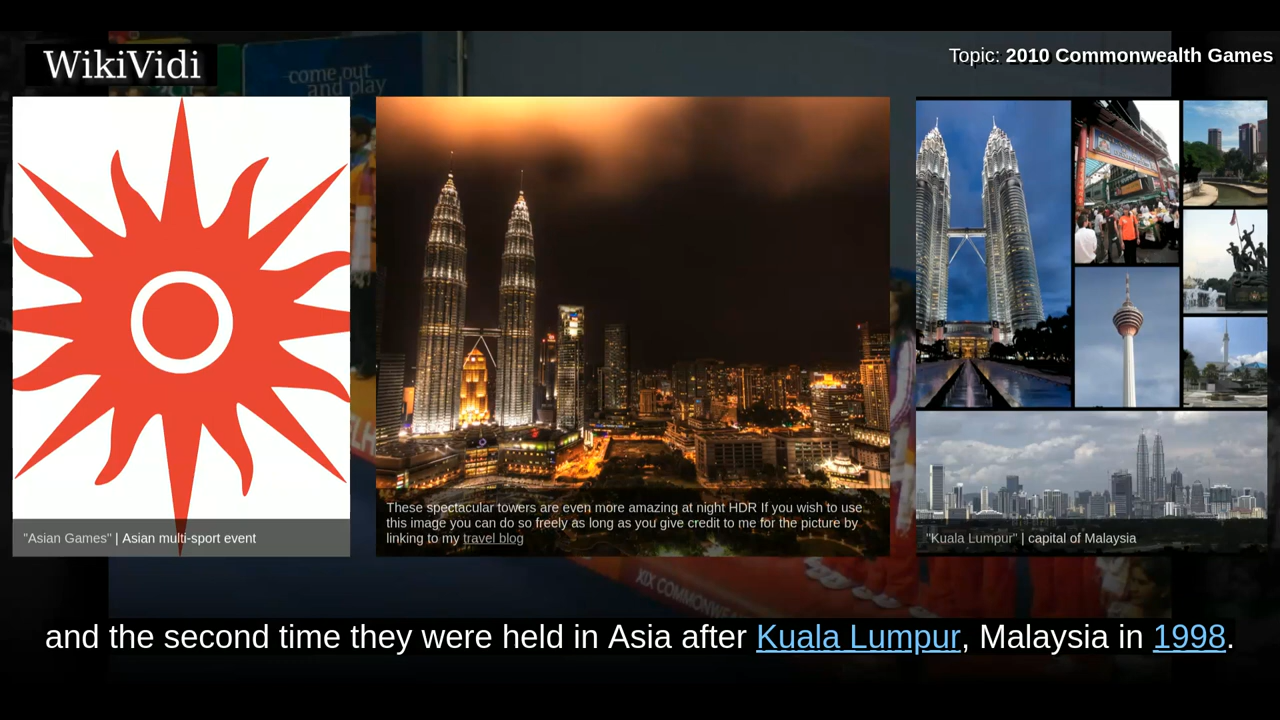 WikiVidi
Topic: 2010 Commonwealth Games
come out
and play
"Asian Games" | Asian multi-sport event
These spectacular towers are even more amazing at night HDR If you wish to use
this image you can do so freely as long as you give credit to me for the picture by
linking to my travel blog
"Kuala Lumpur" | capital of Malaysia
XIX COMMONWEA
and the second time they were held in Asia after Kuala Lumpur, Malaysia in 1998.